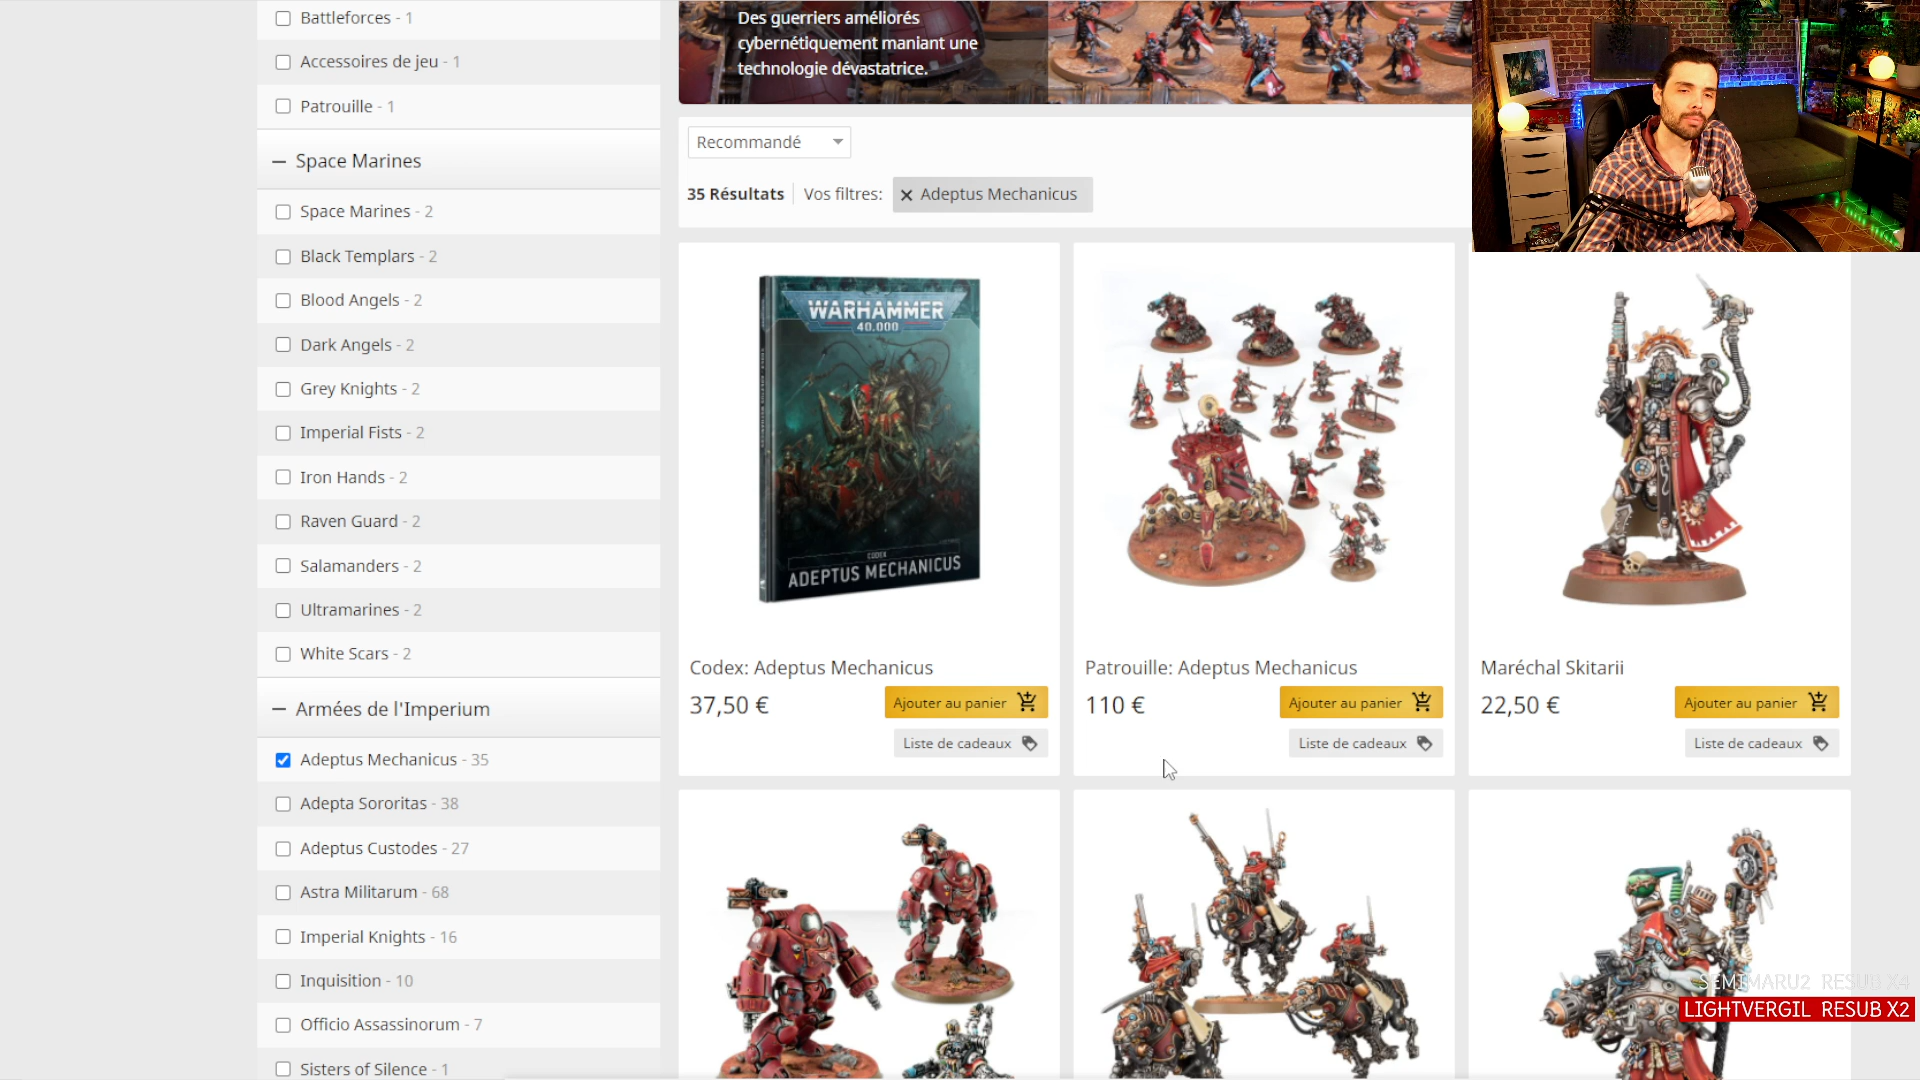 Battleforces - 1
Accessoires de jeu - 1
Patrouille - 1
Space Marines
Space Marines - 2
Black Templars - 2
Blood Angels - 2
Dark Angels - 2
Grey Knights - 2
Imperial Fists - 2
Iron Hands - 2
Raven Guard - 2
Salamanders - 2
Ultramarines - 2
White Scars - 2
Armées de l'Imperium
Adeptus Mechanicus - 35
Adepta Sororitas - 38
Adeptus Custodes - 27
Astra Militarum - 68
Imperial Knights - 16
Inquisition - 10
Officio Assassinorum - 7
Sisters of Silence - 1
Des guerriers améliorés
cybernétiquement maniant une
technologie dévastatrice.
Recommandé
35 Résultats Vos filtres: Adeptus Mechanicus
WARHAMMER
40.000
CODEX
ADEPTUS MECHANICUS
Codex: Adeptus Mechanicus
37,50 €
Ajouter au panier
Liste de cadeaux
Patrouille: Adeptus Mechanicus
110 €
Ajouter au panier
Liste de cadeaux
Maréchal Skitarii
22,50 €
Ajouter au panier
Liste de cadeaux
SEMIMARU2 RESUB X4
LIGHTVERGIL RESUB X2